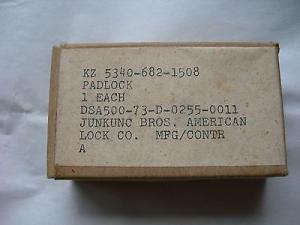 KZ 5340-682-1508
PADLOCK
1 EACH
DSA500-73-D-0255-0011
JUNKUNC BROS. AMERICAN
LOCK CO. MFG/CONTR
A